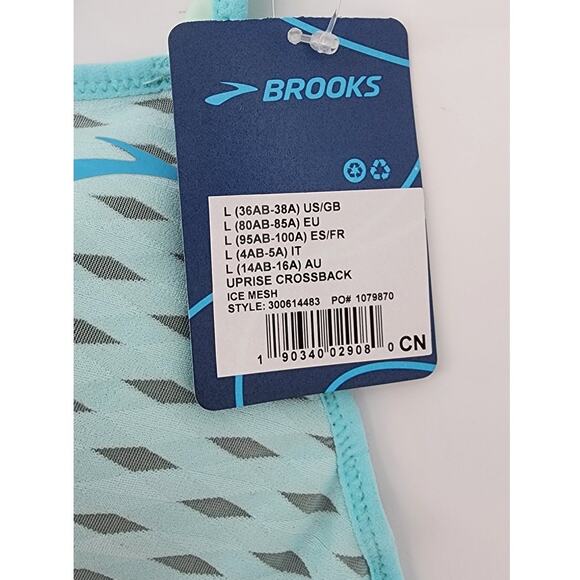 BROOKS
L (36AB-38A) US/GB
L (80AB-85A) EU
L (95AB-100A) ES/FR
L (4AB-5A) IT
L (14AB-16A) AU
UPRISE CROSSBACK
ICE MESH
STYLE: 300614483 PO# 1079870
1 90340 02908 0 CN